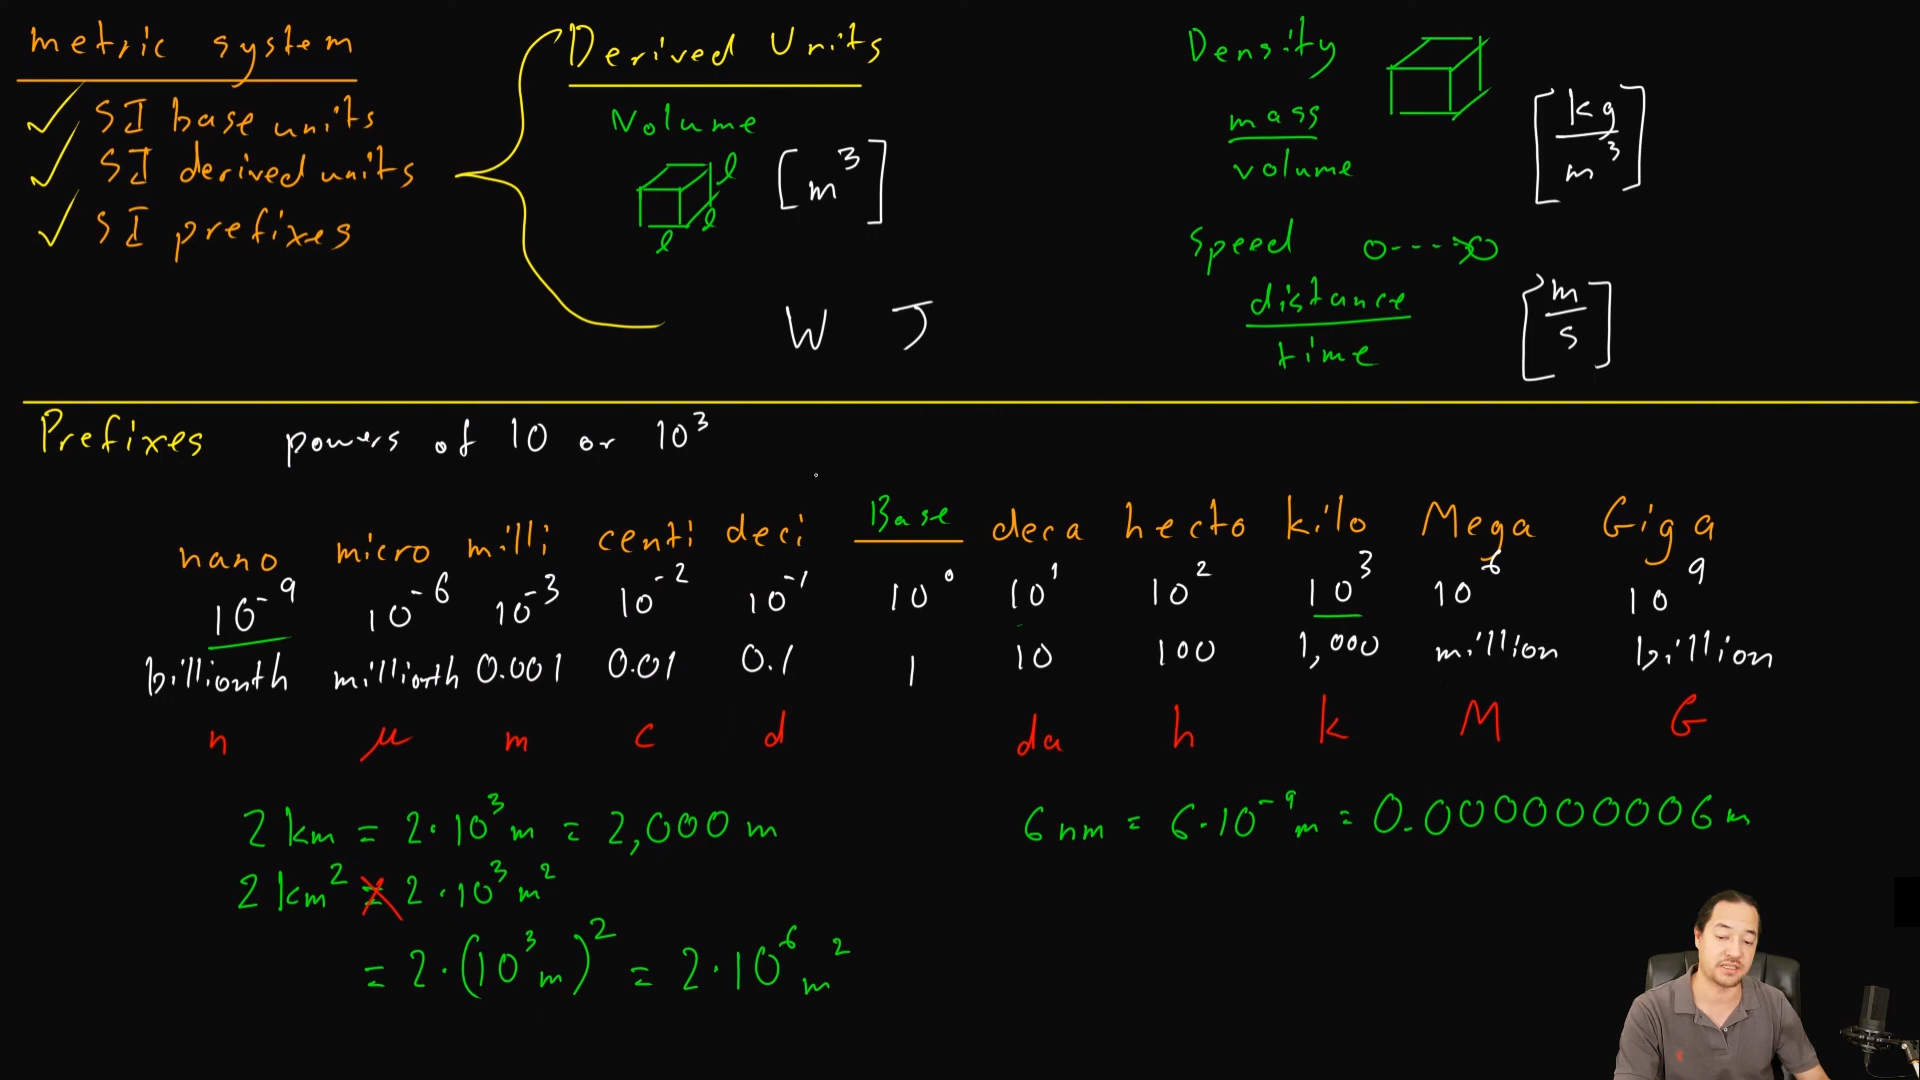 metric system
SI base units
SI derived units
SI prefixes
Derived Units
Volume
l
l
l
[m³]
W J
Density
mass
volume
[kg/m³]
Speed
distance
time
[m/s]
Prefixes powers of 10 or 10³
nano micro milli centi deci Base deca hecto kilo Mega Giga
10⁻⁹ 10⁻⁶ 10⁻³ 10⁻² 10⁻¹ 10⁰ 10¹ 10² 10³ 10⁶ 10⁹
billionth millionth 0.001 0.01 0.1 1 10 100 1,000 million billion
n μ m c d da h k M G
2 km = 2·10³ m = 2,000 m
6 nm = 6·10⁻⁹ m = 0.000000006 m
2 km² = 2·10³ m²
= 2·(10³ m)² = 2·10⁶ m²